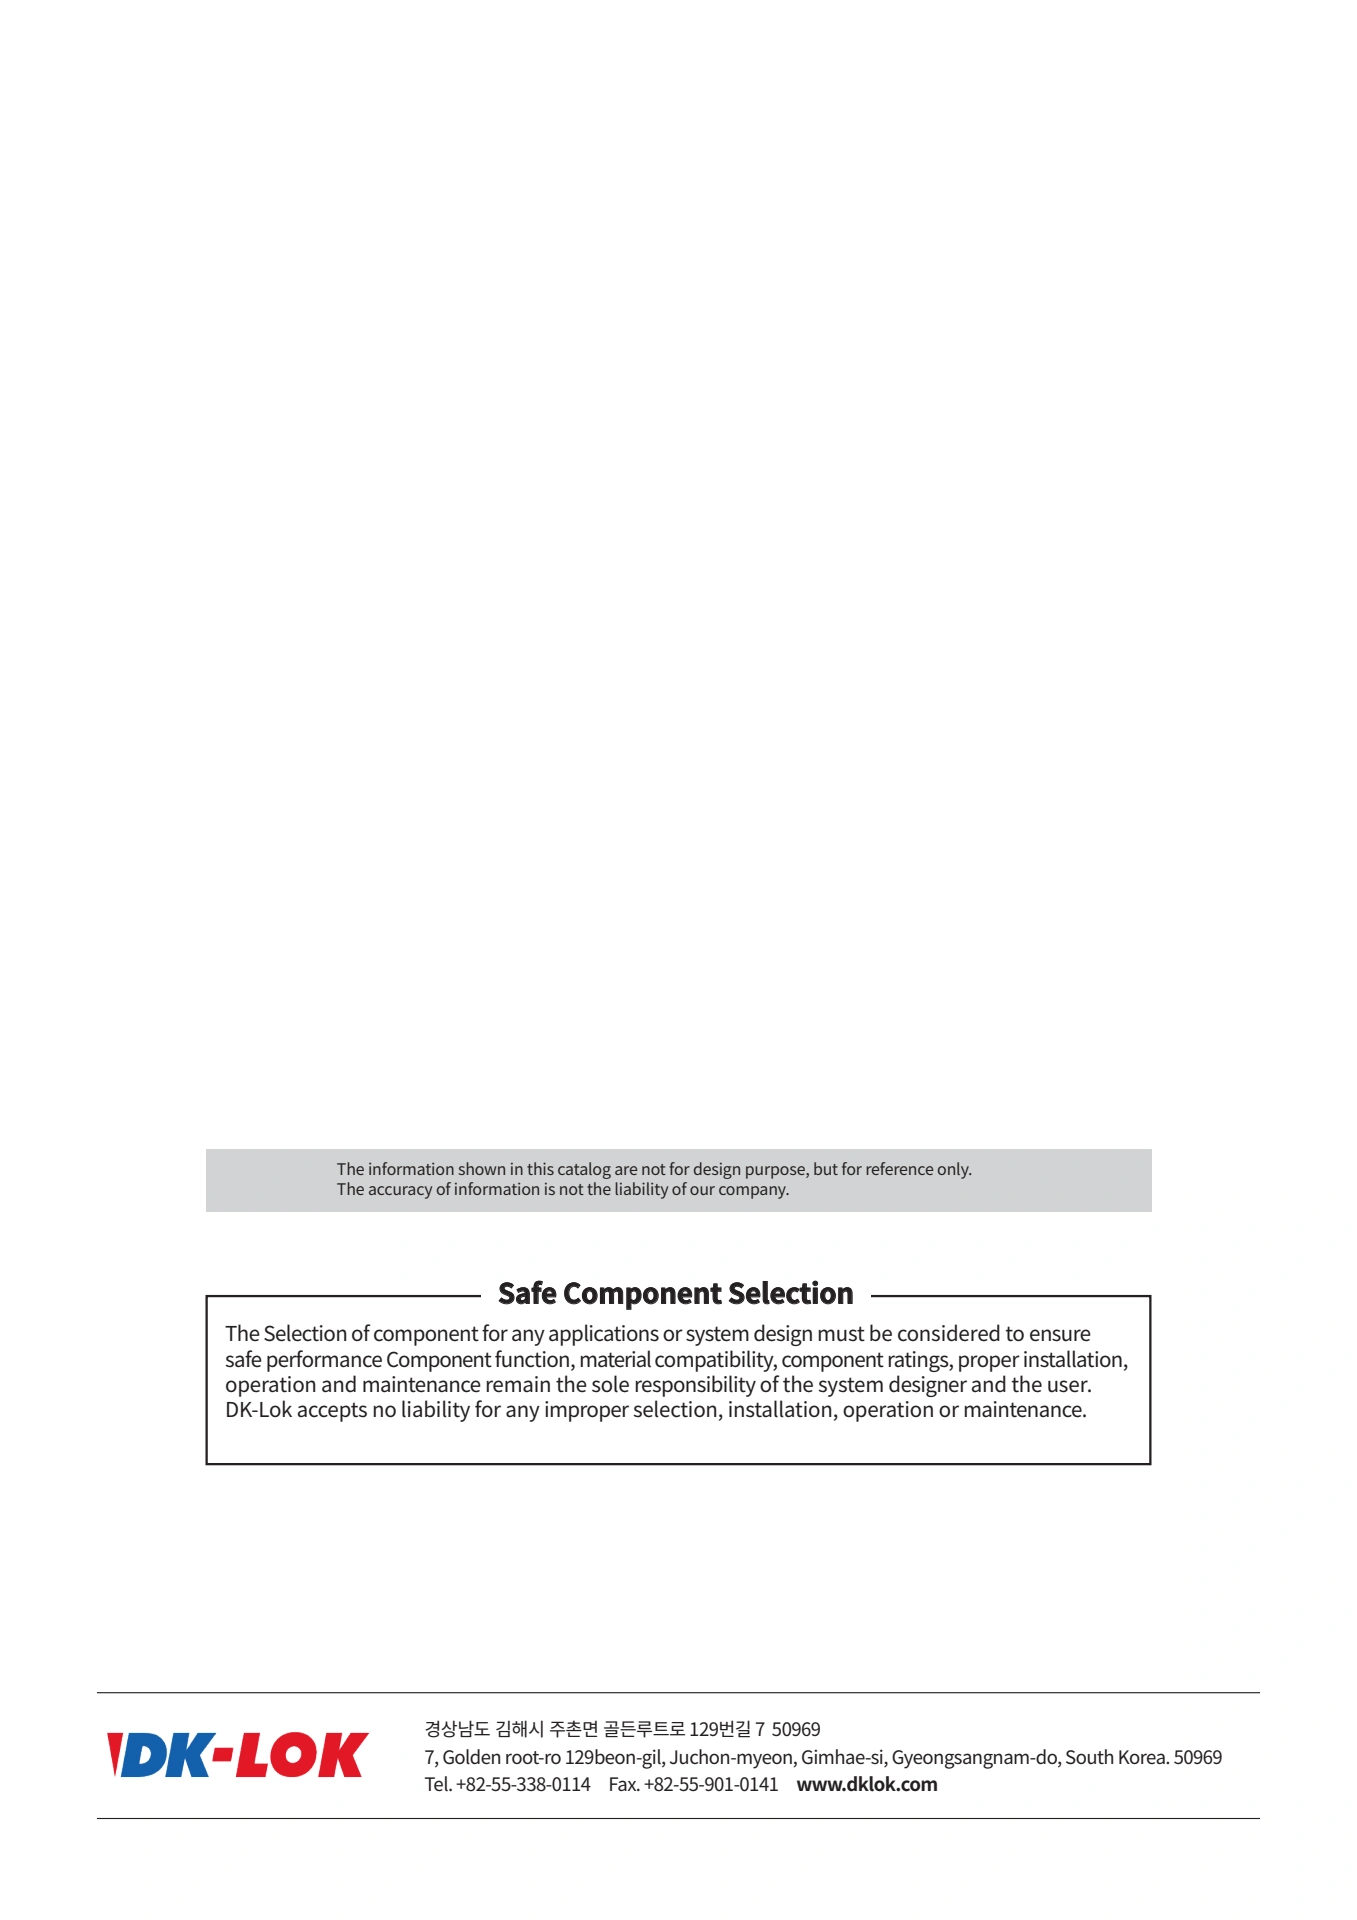 The information shown in this catalog are not for design purpose, but for reference only.
The accuracy of information is not the liability of our company.
Safe Component Selection
The Selection of component for any applications or system design must be considered to ensure
safe performance Component function, material compatibility, component ratings, proper installation,
operation and maintenance remain the sole responsibility of the system designer and the user.
DK-Lok accepts no liability for any improper selection, installation, operation or maintenance.
DK-LOK
경상남도 김해시 주촌면 골든루트로 129번길 7 50969
7, Golden root-ro 129beon-gil, Juchon-myeon, Gimhae-si, Gyeongsangnam-do, South Korea. 50969
Tel. +82-55-338-0114 Fax. +82-55-901-0141 www.dklok.com